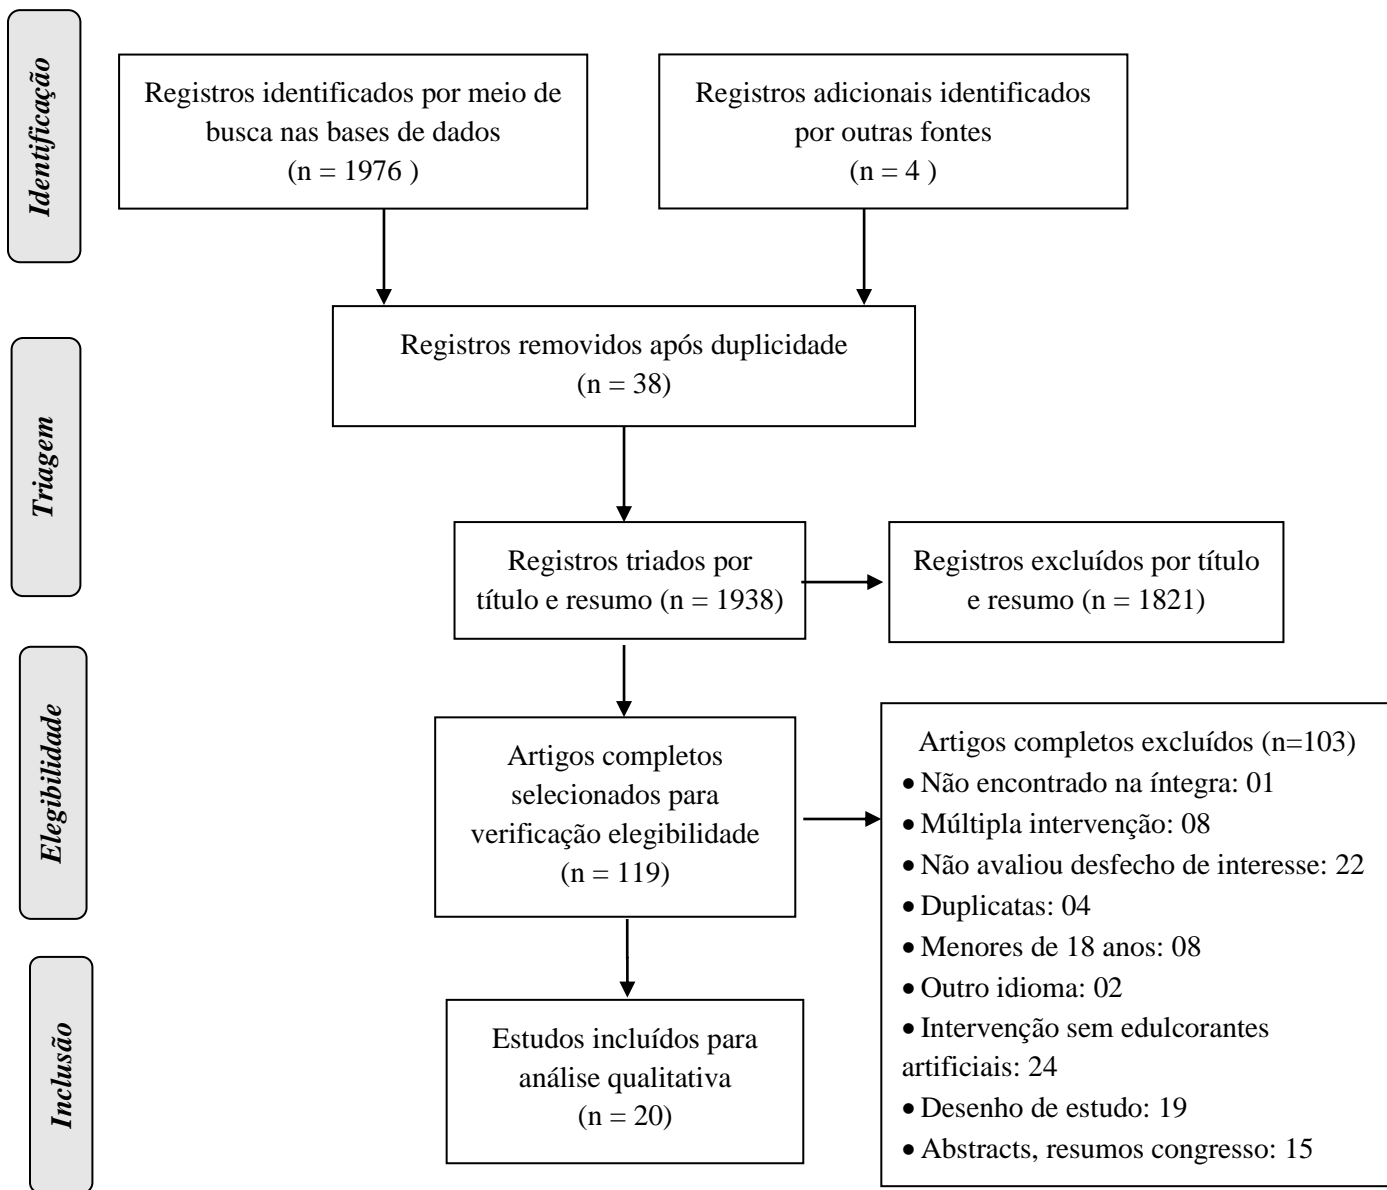 Identificação
Registros identificados por meio de
busca nas bases de dados
(n = 1976 )
Registros adicionais identificados
por outras fontes
(n = 4 )
Triagem
Registros removidos após duplicidade
(n = 38)
Registros triados por
título e resumo (n = 1938)
Registros excluídos por título
e resumo (n = 1821)
Elegibilidade
Artigos completos
selecionados para
verificação elegibilidade
(n = 119)
Artigos completos excluídos (n=103)
• Não encontrado na íntegra: 01
• Múltipla intervenção: 08
• Não avaliou desfecho de interesse: 22
• Duplicatas: 04
• Menores de 18 anos: 08
• Outro idioma: 02
• Intervenção sem edulcorantes
artificiais: 24
• Desenho de estudo: 19
• Abstracts, resumos congresso: 15
Inclusão
Estudos incluídos para
análise qualitativa
(n = 20)